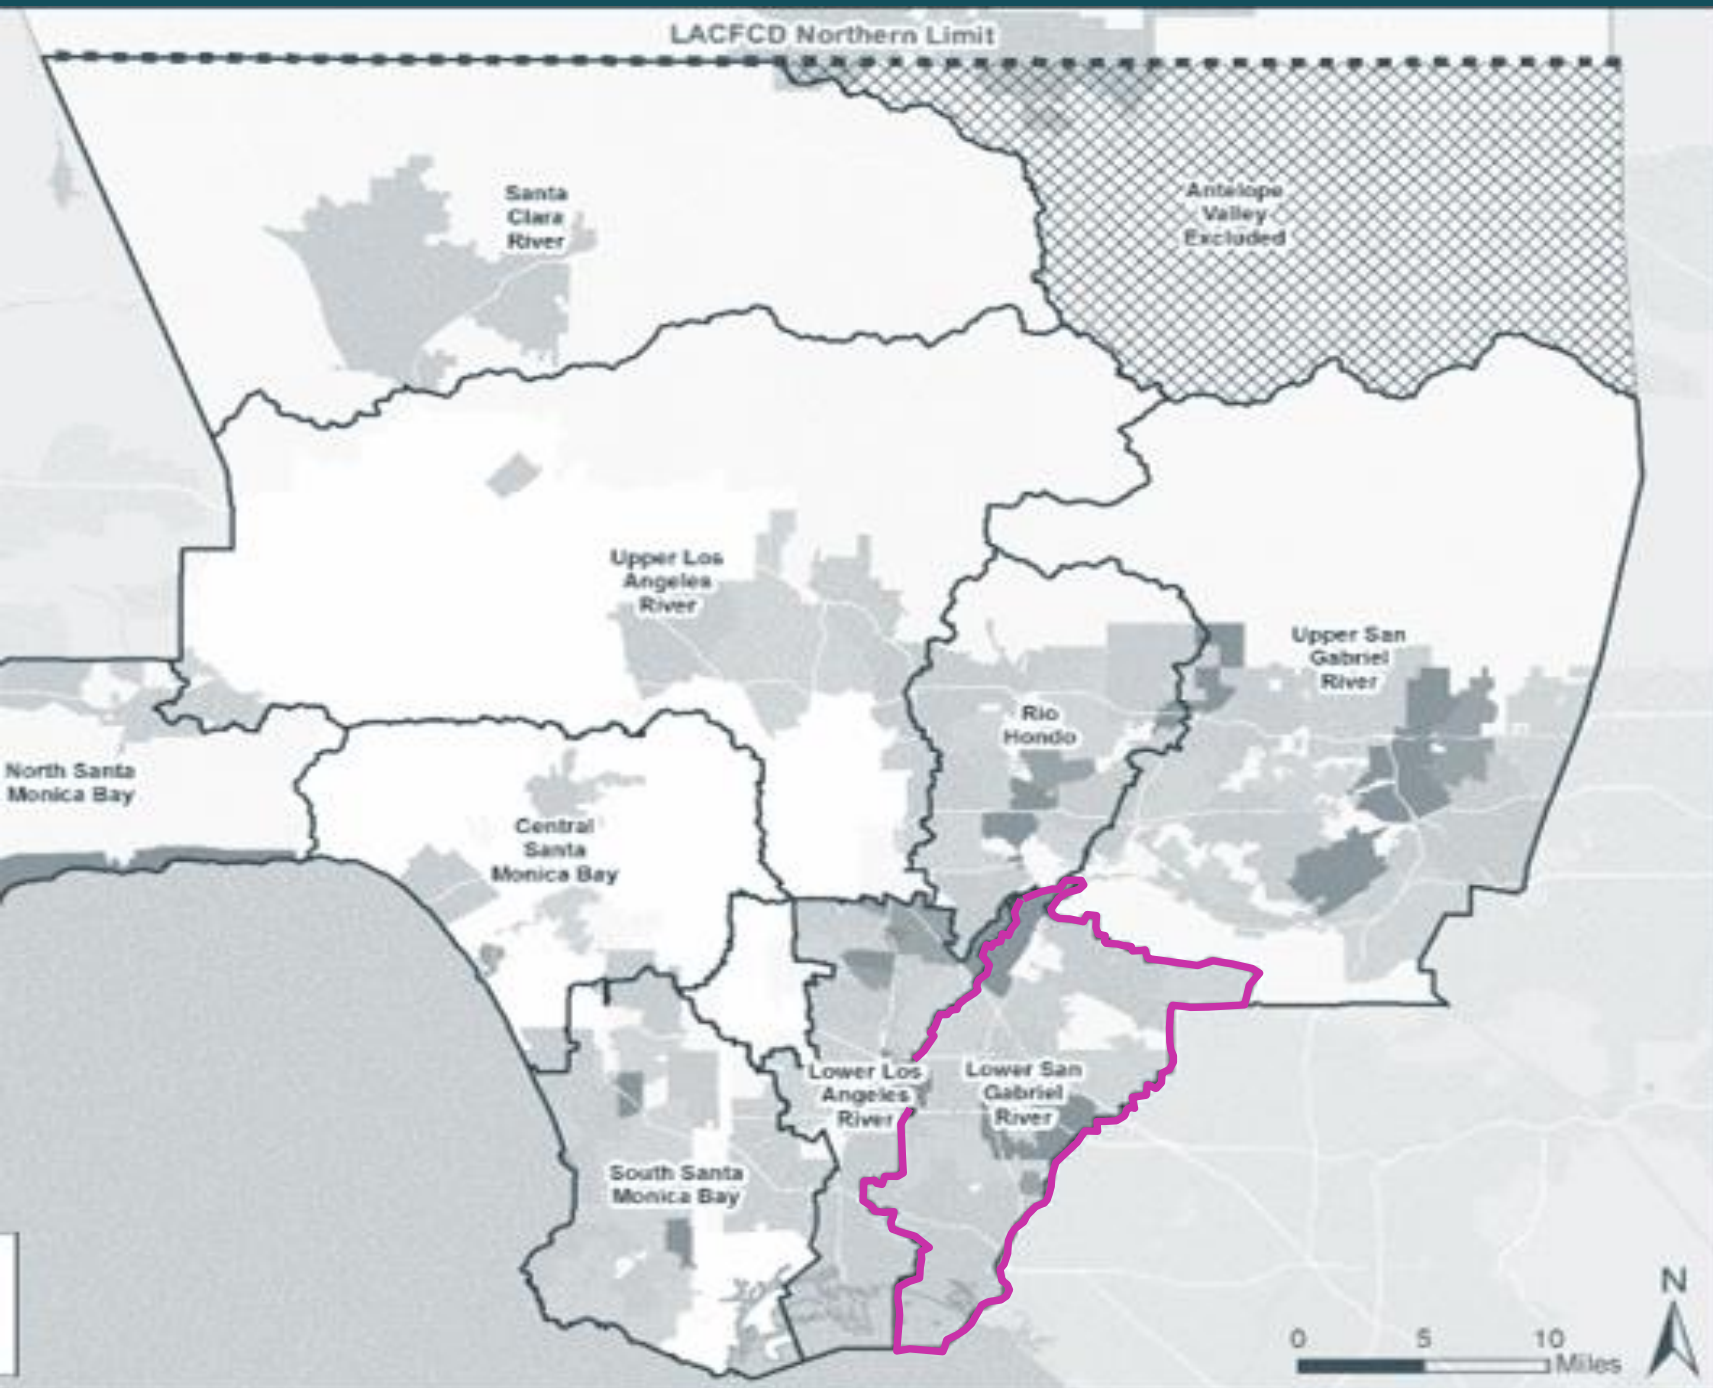 LACFCD Northern Limit
Santa
Clara
River
Antelope
Valley
Excluded
Upper Los
Angeles
River
Upper San
Gabriel
River
Rio
Hondo
North Santa
Monica Bay
Central
Santa
Monica Bay
Lower Los
Angeles
River
Lower San
Gabriel
River
South Santa
Monica Bay
N
0 5 10
Miles